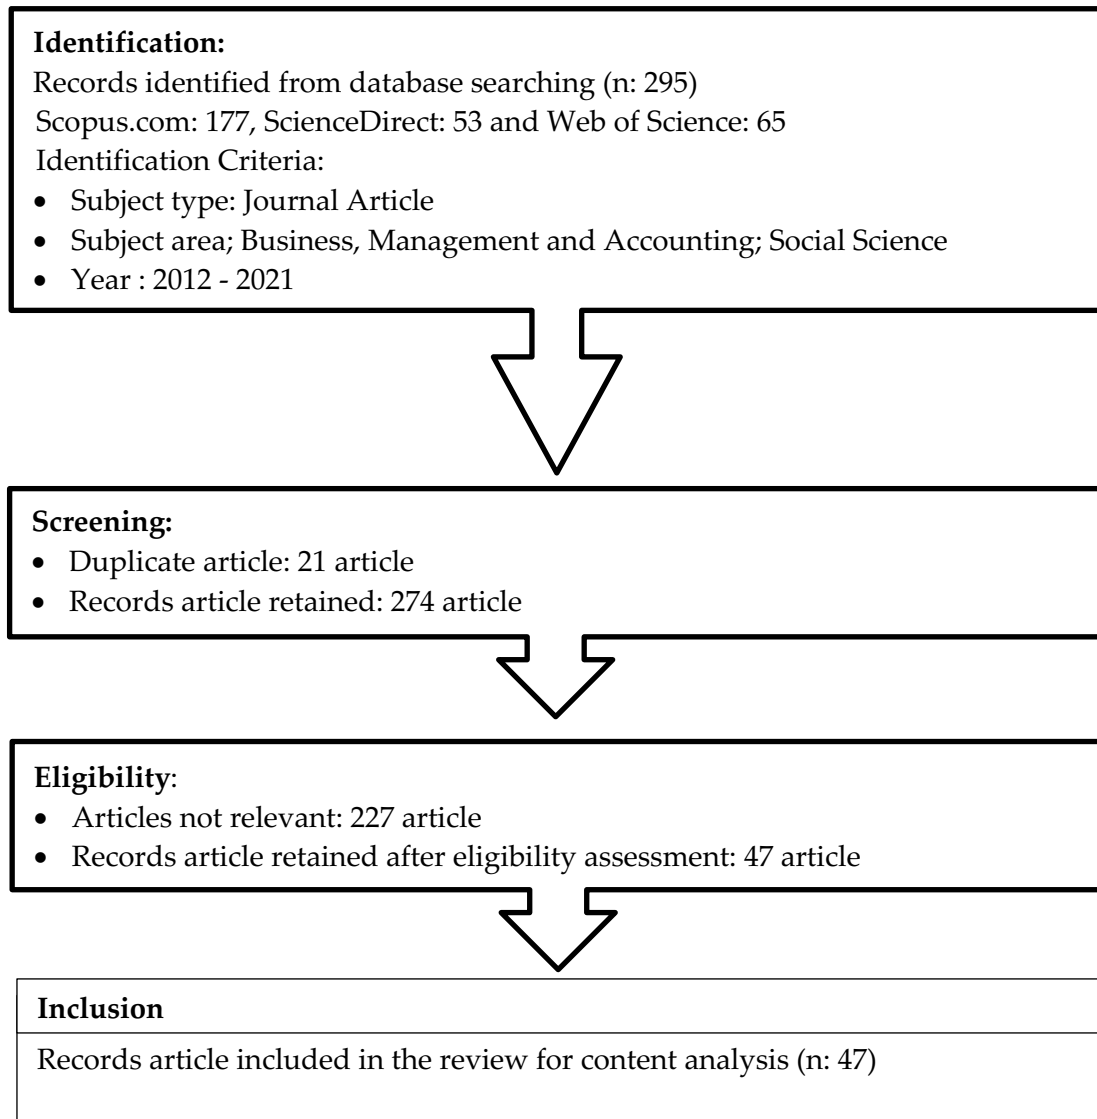 Identification:
Records identified from database searching (n: 295)
Scopus.com: 177, ScienceDirect: 53 and Web of Science: 65
Identification Criteria:
• Subject type: Journal Article
• Subject area; Business, Management and Accounting; Social Science
• Year : 2012 - 2021
Screening:
• Duplicate article: 21 article
• Records article retained: 274 article
Eligibility:
• Articles not relevant: 227 article
• Records article retained after eligibility assessment: 47 article
Inclusion
Records article included in the review for content analysis (n: 47)